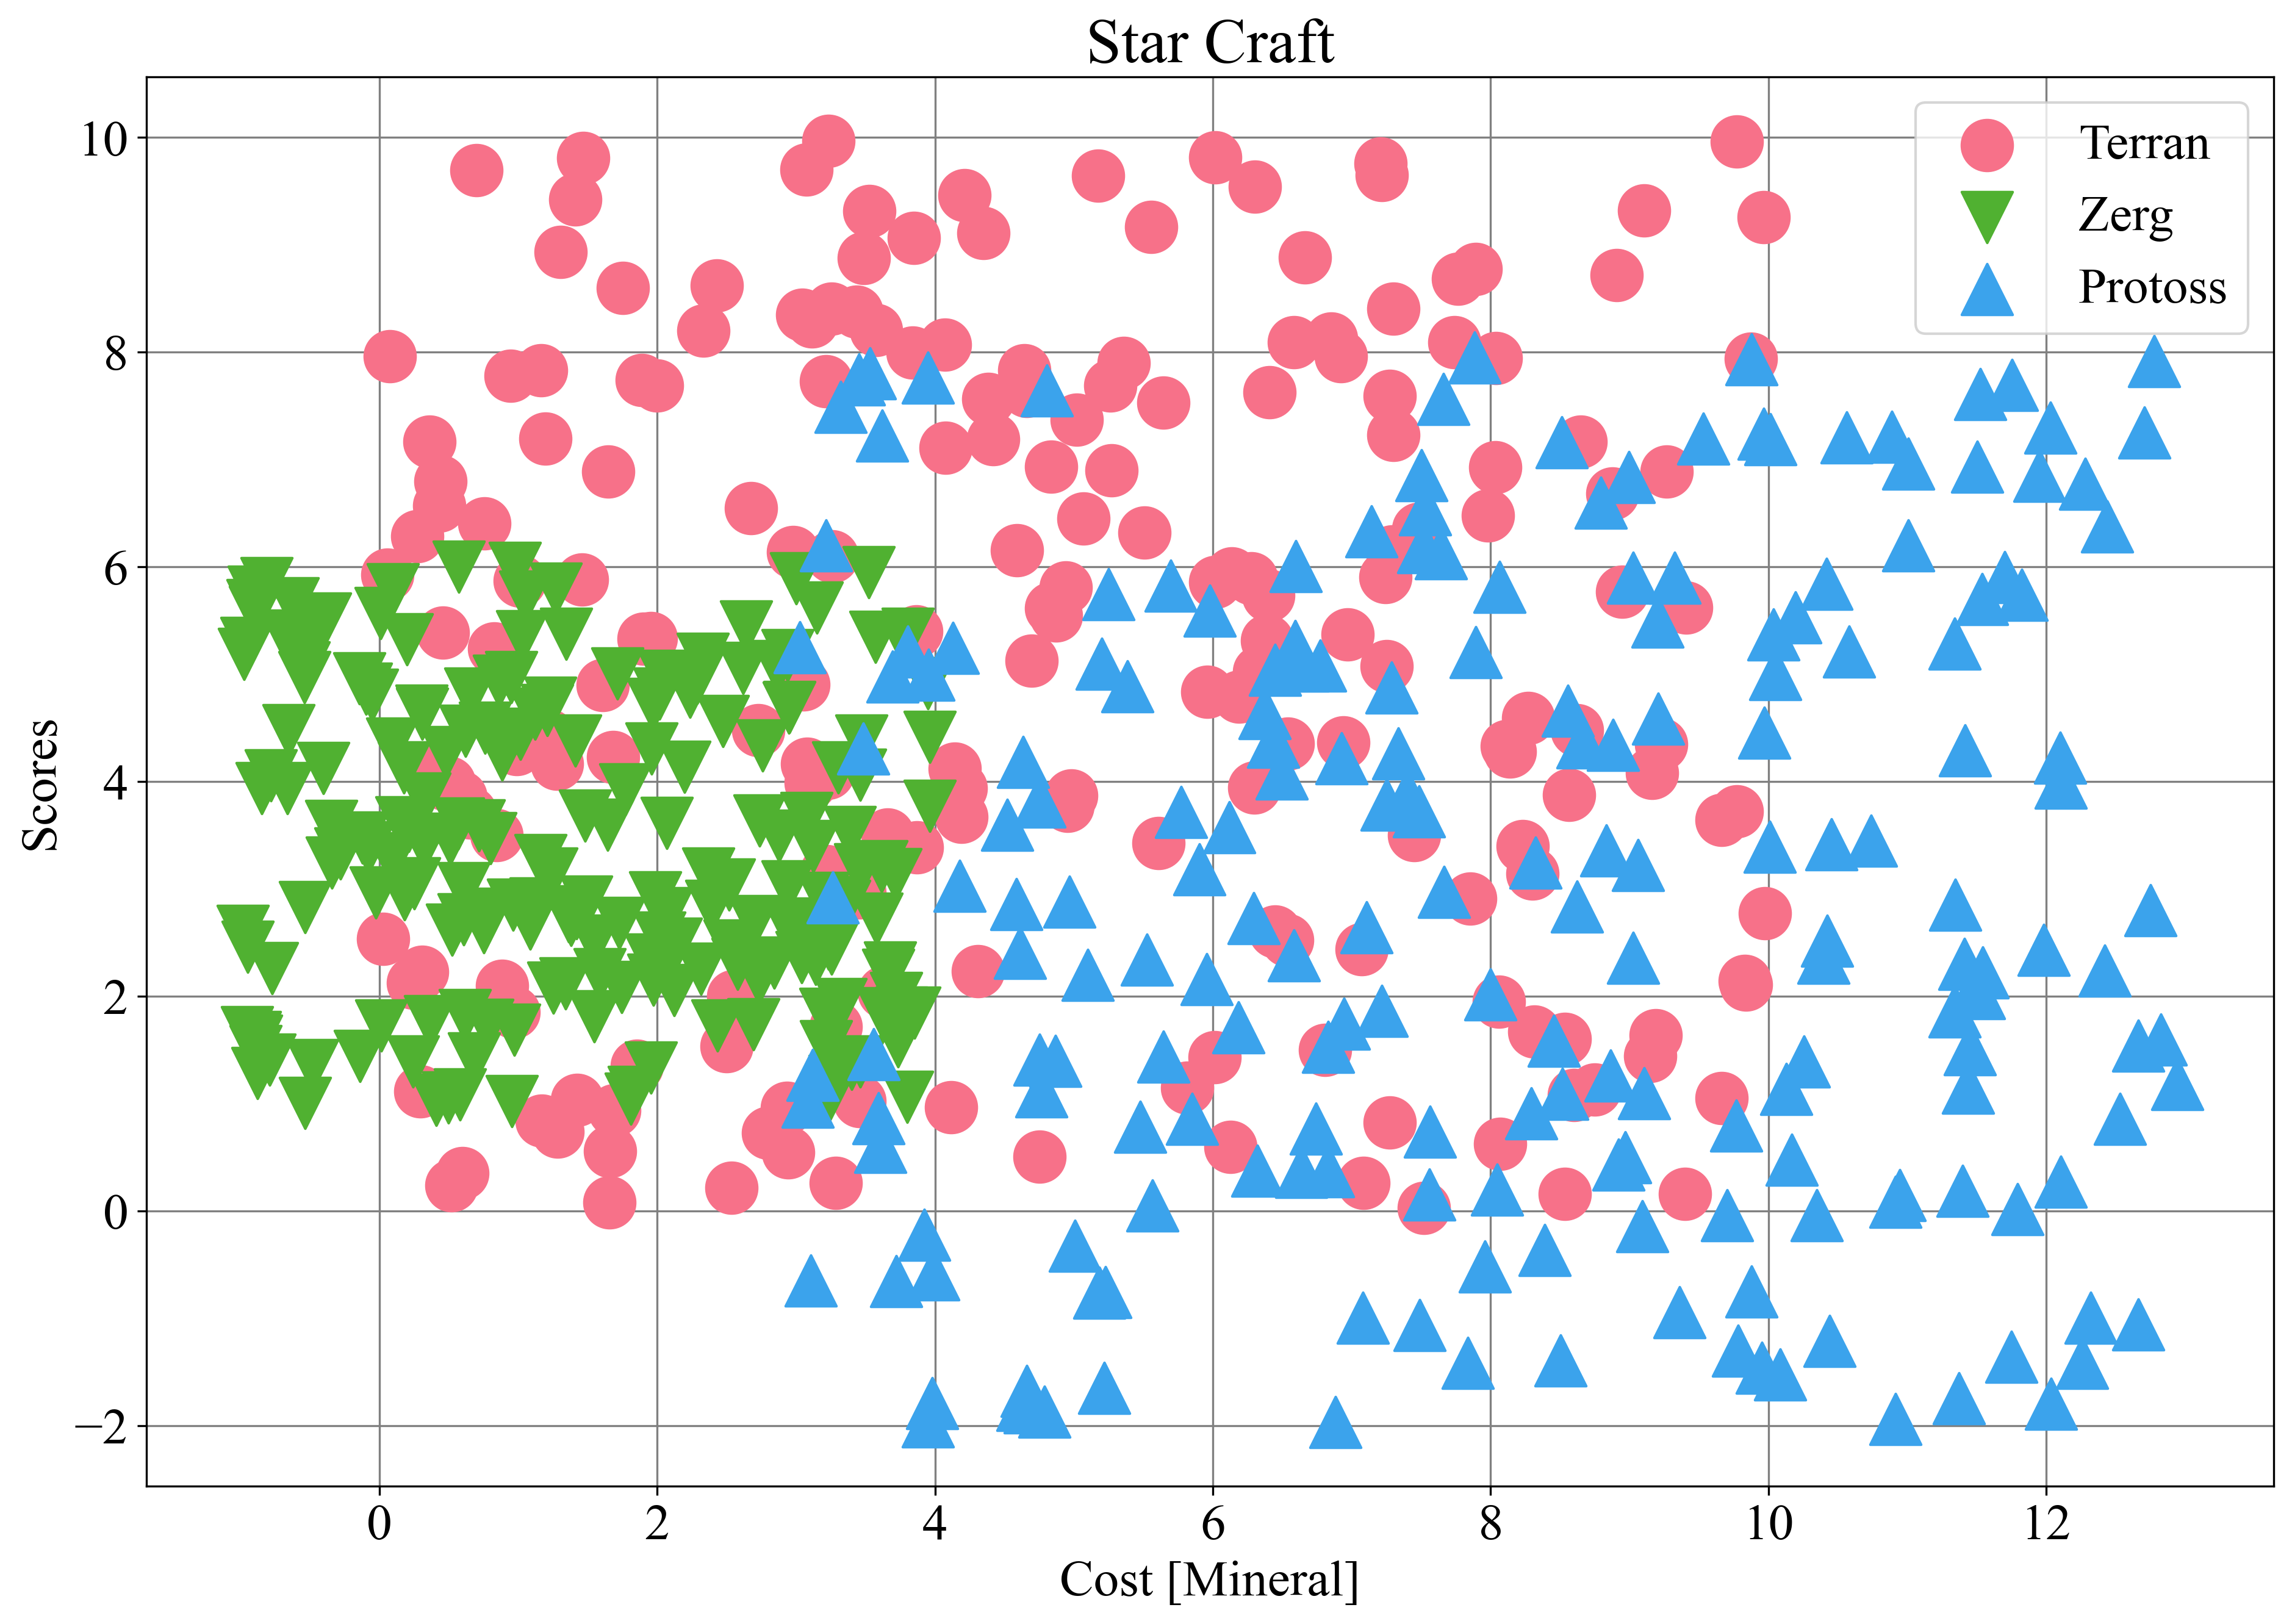 Star Craft
Terran
Zerg
Protoss
Scores
10
8
6
4
2
0
−2
0 2 4 6 8 10 12
Cost [Mineral]